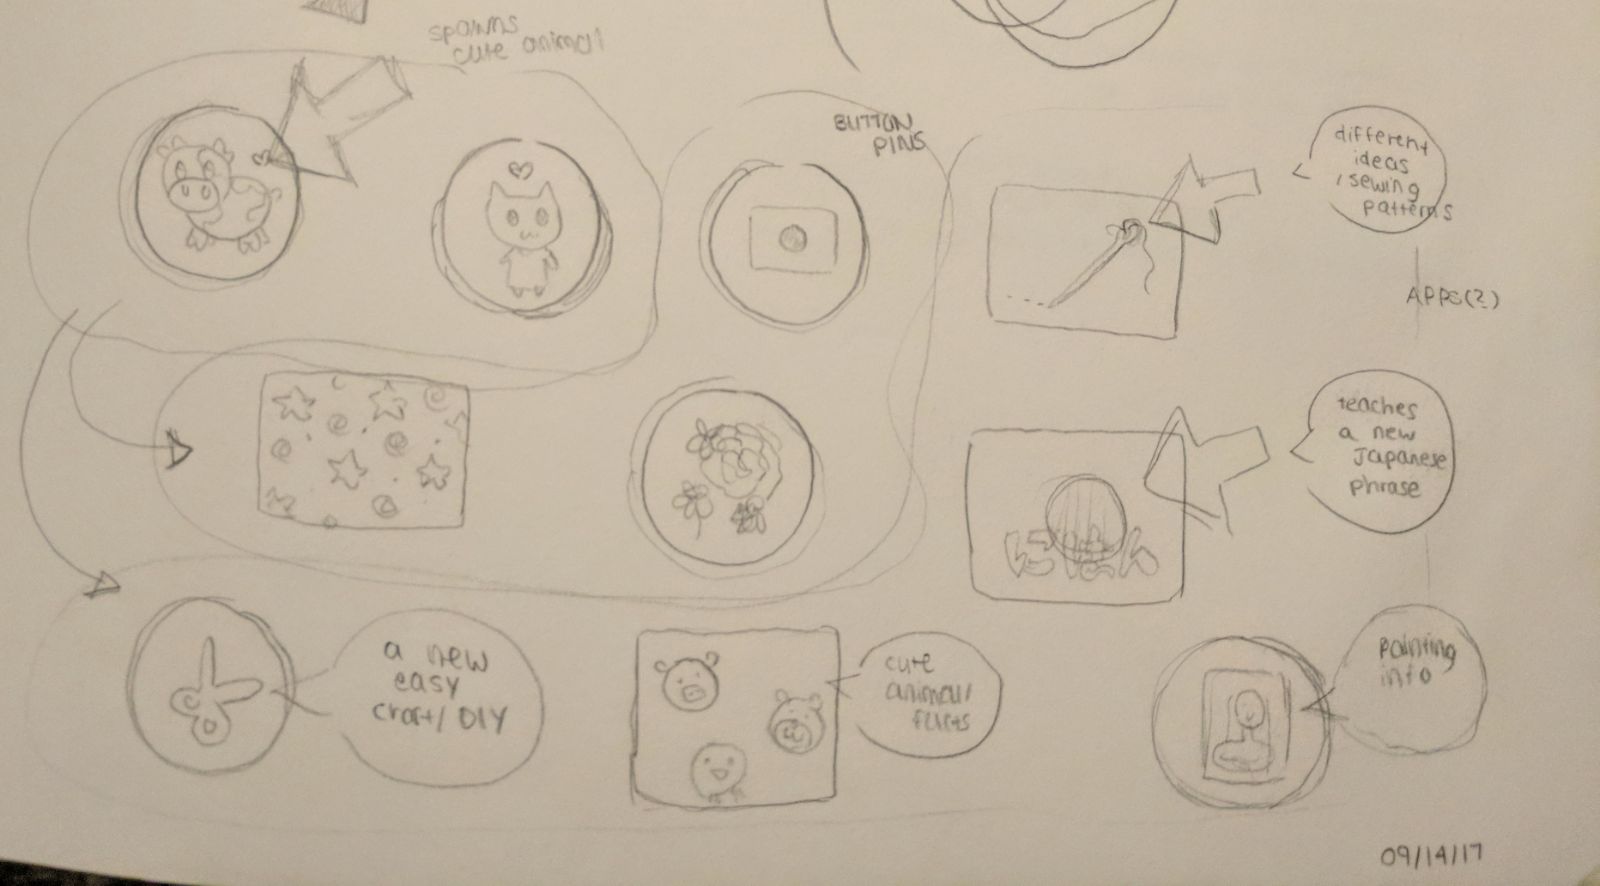 spawns
cute animal
BUTTON
PINS
different
ideas
/sewing
patterns
APPS(?)
teaches
a new
Japanese
phrase
a new
easy
craft/DIY
cute
animal/
painting
info
09/14/17